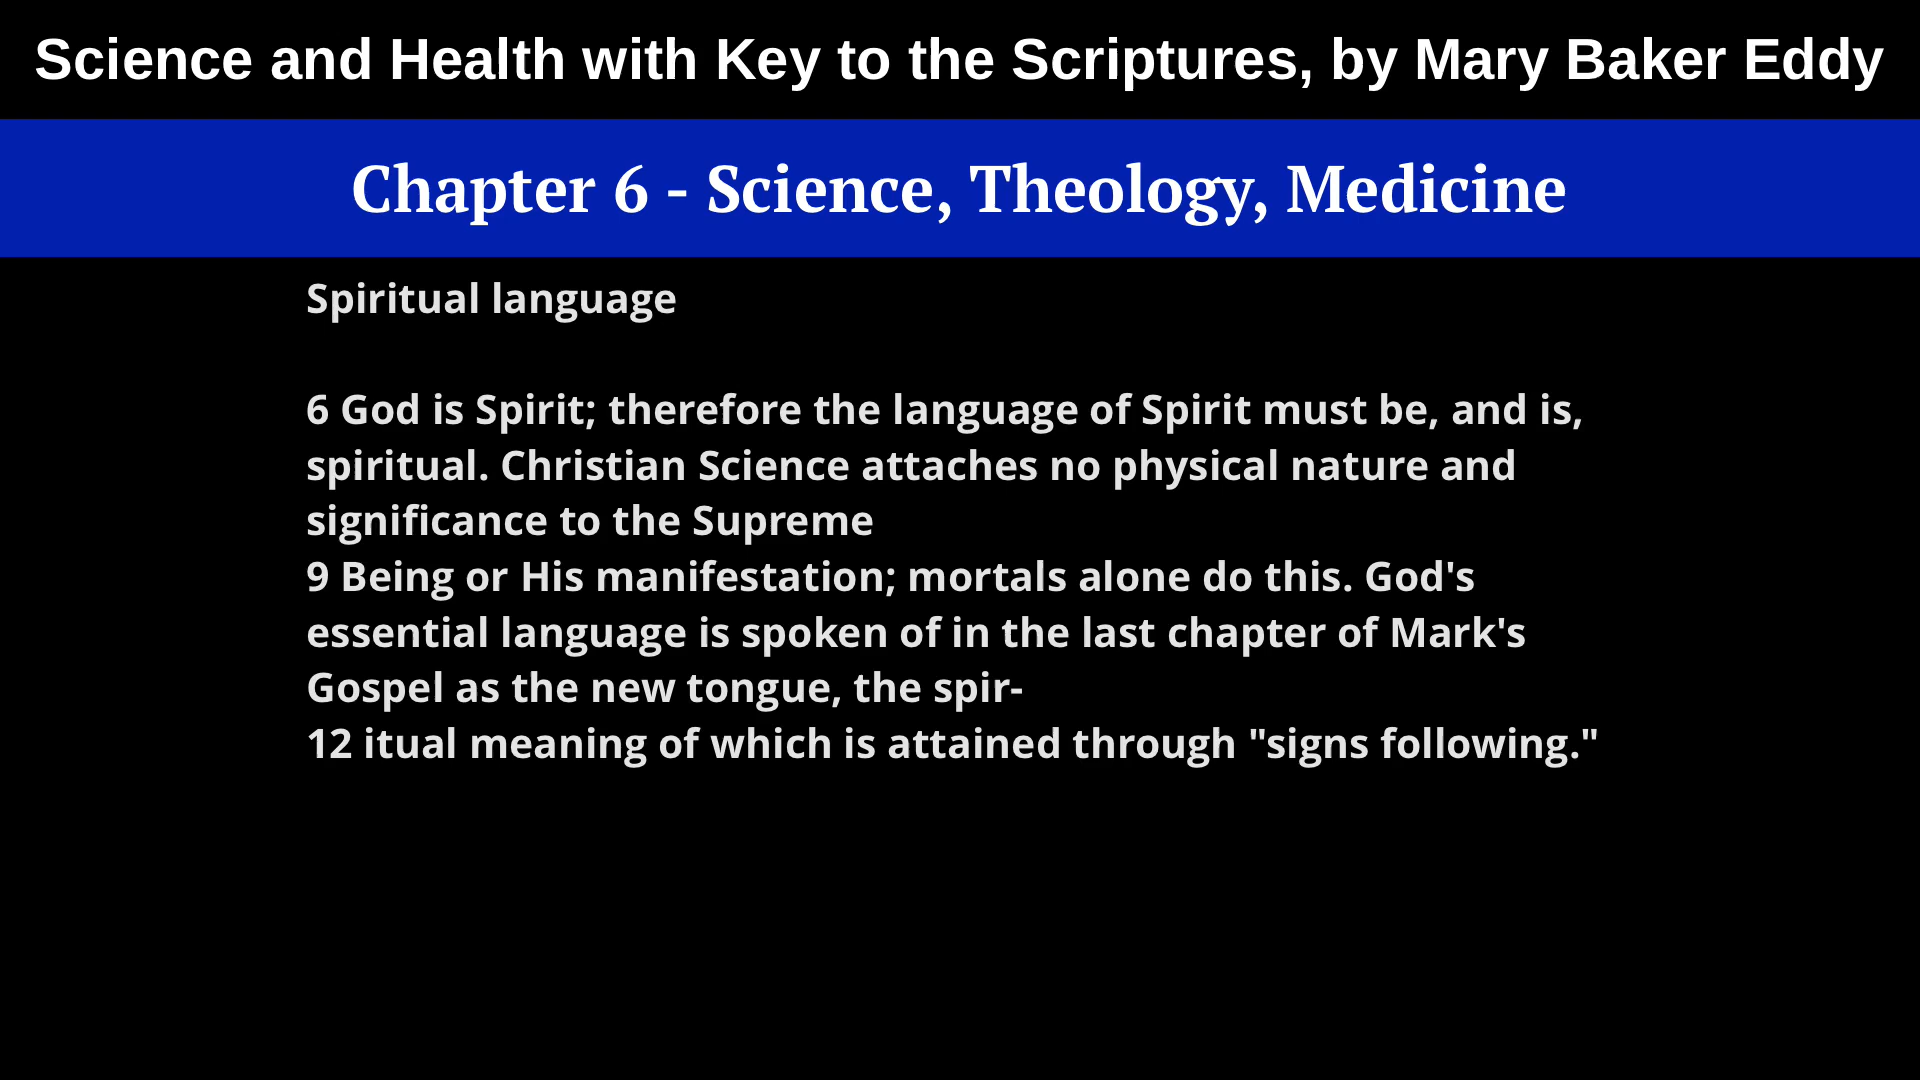 Science and Health with Key to the Scriptures, by Mary Baker Eddy
Chapter 6 - Science, Theology, Medicine
Spiritual language
6 God is Spirit; therefore the language of Spirit must be, and is,
spiritual. Christian Science attaches no physical nature and
significance to the Supreme
9 Being or His manifestation; mortals alone do this. God's
essential language is spoken of in the last chapter of Mark's
Gospel as the new tongue, the spir-
12 itual meaning of which is attained through "signs following."